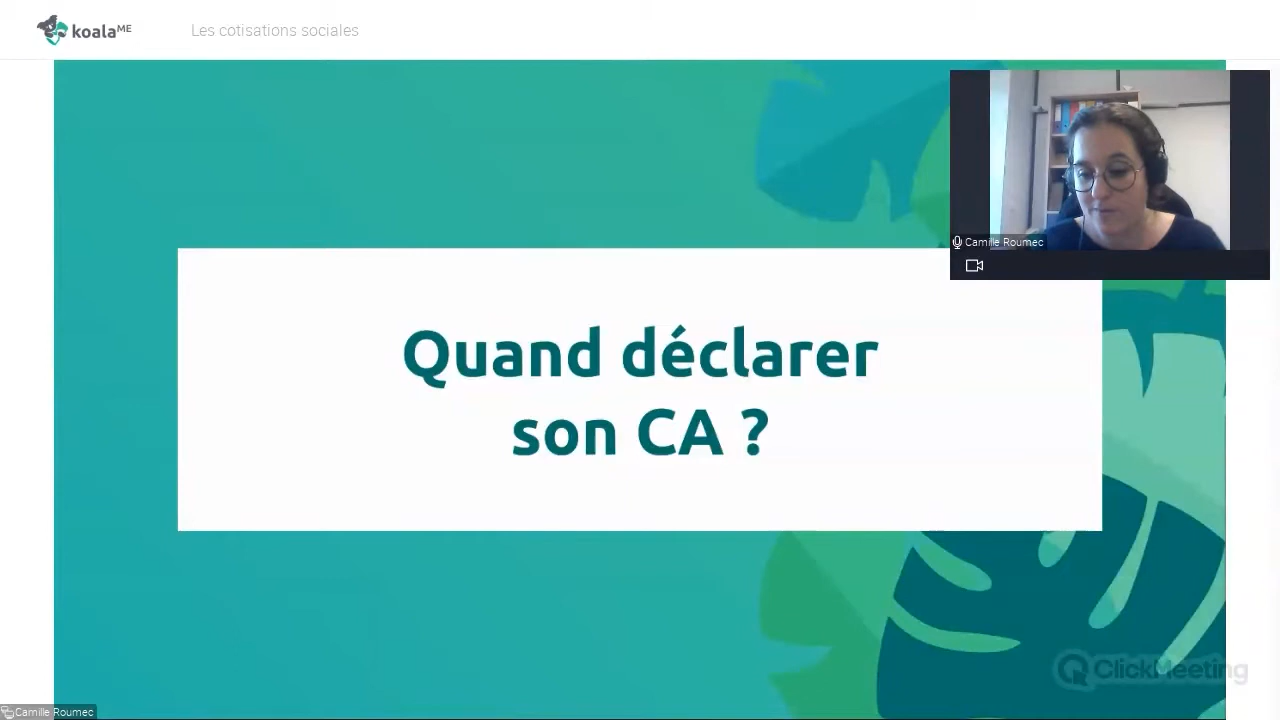 koalaME
Les cotisations sociales
Camille Roumec
Quand déclarer
son CA ?
ClickMeeting
Camille Roumec